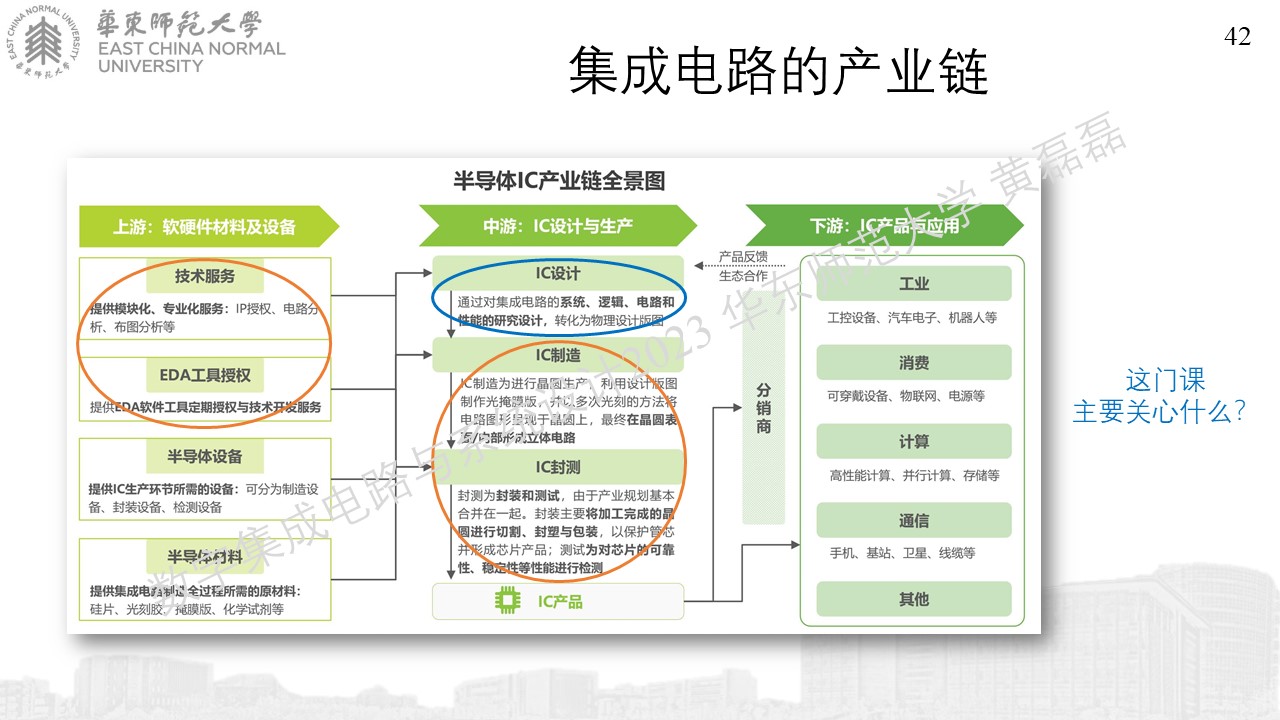 EAST CHINA NORMAL UNIVERSITY
華東師范大學
華東師范大學
EAST CHINA NORMAL
UNIVERSITY
42
集成电路的产业链
半导体IC产业链全景图
上游：软硬件材料及设备
技术服务
提供模块化、专业化服务：IP授权、电路分
析、布图分析等
EDA工具授权
提供EDA软件工具定期授权与技术开发服务
半导体设备
提供IC生产环节所需的设备：可分为制造设
备、封装设备、检测设备
半导体材料
提供集成电路制造全过程所需的原材料：
硅片、光刻胶、掩膜版、化学试剂等
中游：IC设计与生产
IC设计
通过对集成电路的系统、逻辑、电路和
性能的研究设计，转化为物理设计版图
IC制造
IC制造为进行晶圆生产，利用设计版图
制作光掩膜版，并以多次光刻的方法将
电路图形呈现于晶圆上，最终在晶圆表
面/内部形成立体电路
IC封测
封测为封装和测试，由于产业规划基本
合并在一起。封装主要将加工完成的晶
圆进行切割、封塑与包装，以保护管芯
并形成芯片产品；测试为对芯片的可靠
性、稳定性等性能进行检测
IC产品
产品反馈
生态合作
分销商
下游：IC产品与应用
工业
工控设备、汽车电子、机器人等
消费
可穿戴设备、物联网、电源等
计算
高性能计算、并行计算、存储等
通信
手机、基站、卫星、线缆等
其他
这门课
主要关心什么？
数字集成电路与系统设计 2023 华东师范大学 黄磊磊